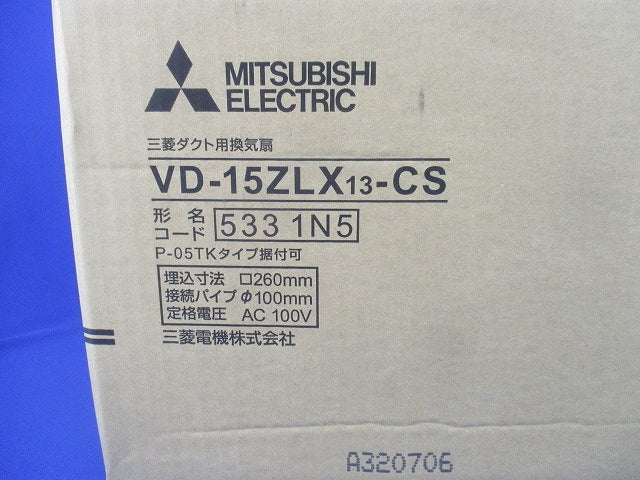 MITSUBISHI
ELECTRIC
三菱ダクト用換気扇
VD-15ZLX13-CS
形名
コード 533 1N5
P-05TKタイプ据付可
埋込寸法 □260mm
接続パイプ φ100mm
定格電圧 AC 100V
三菱電機株式会社
A320706